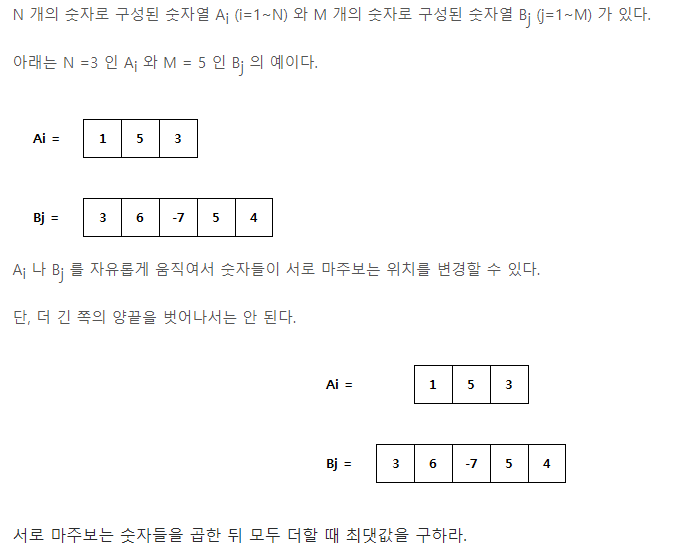 N 개의 숫자로 구성된 숫자열 Ai (i=1~N) 와 M 개의 숫자로 구성된 숫자열 Bj (j=1~M) 가 있다.
아래는 N =3 인 Ai 와 M = 5 인 Bj 의 예이다.
Ai = 1 5 3
Bj = 3 6 -7 5 4
Ai 나 Bj 를 자유롭게 움직여서 숫자들이 서로 마주보는 위치를 변경할 수 있다.
단, 더 긴 쪽의 양끝을 벗어나서는 안 된다.
Ai = 1 5 3
Bj = 3 6 -7 5 4
서로 마주보는 숫자들을 곱한 뒤 모두 더할 때 최댓값을 구하라.